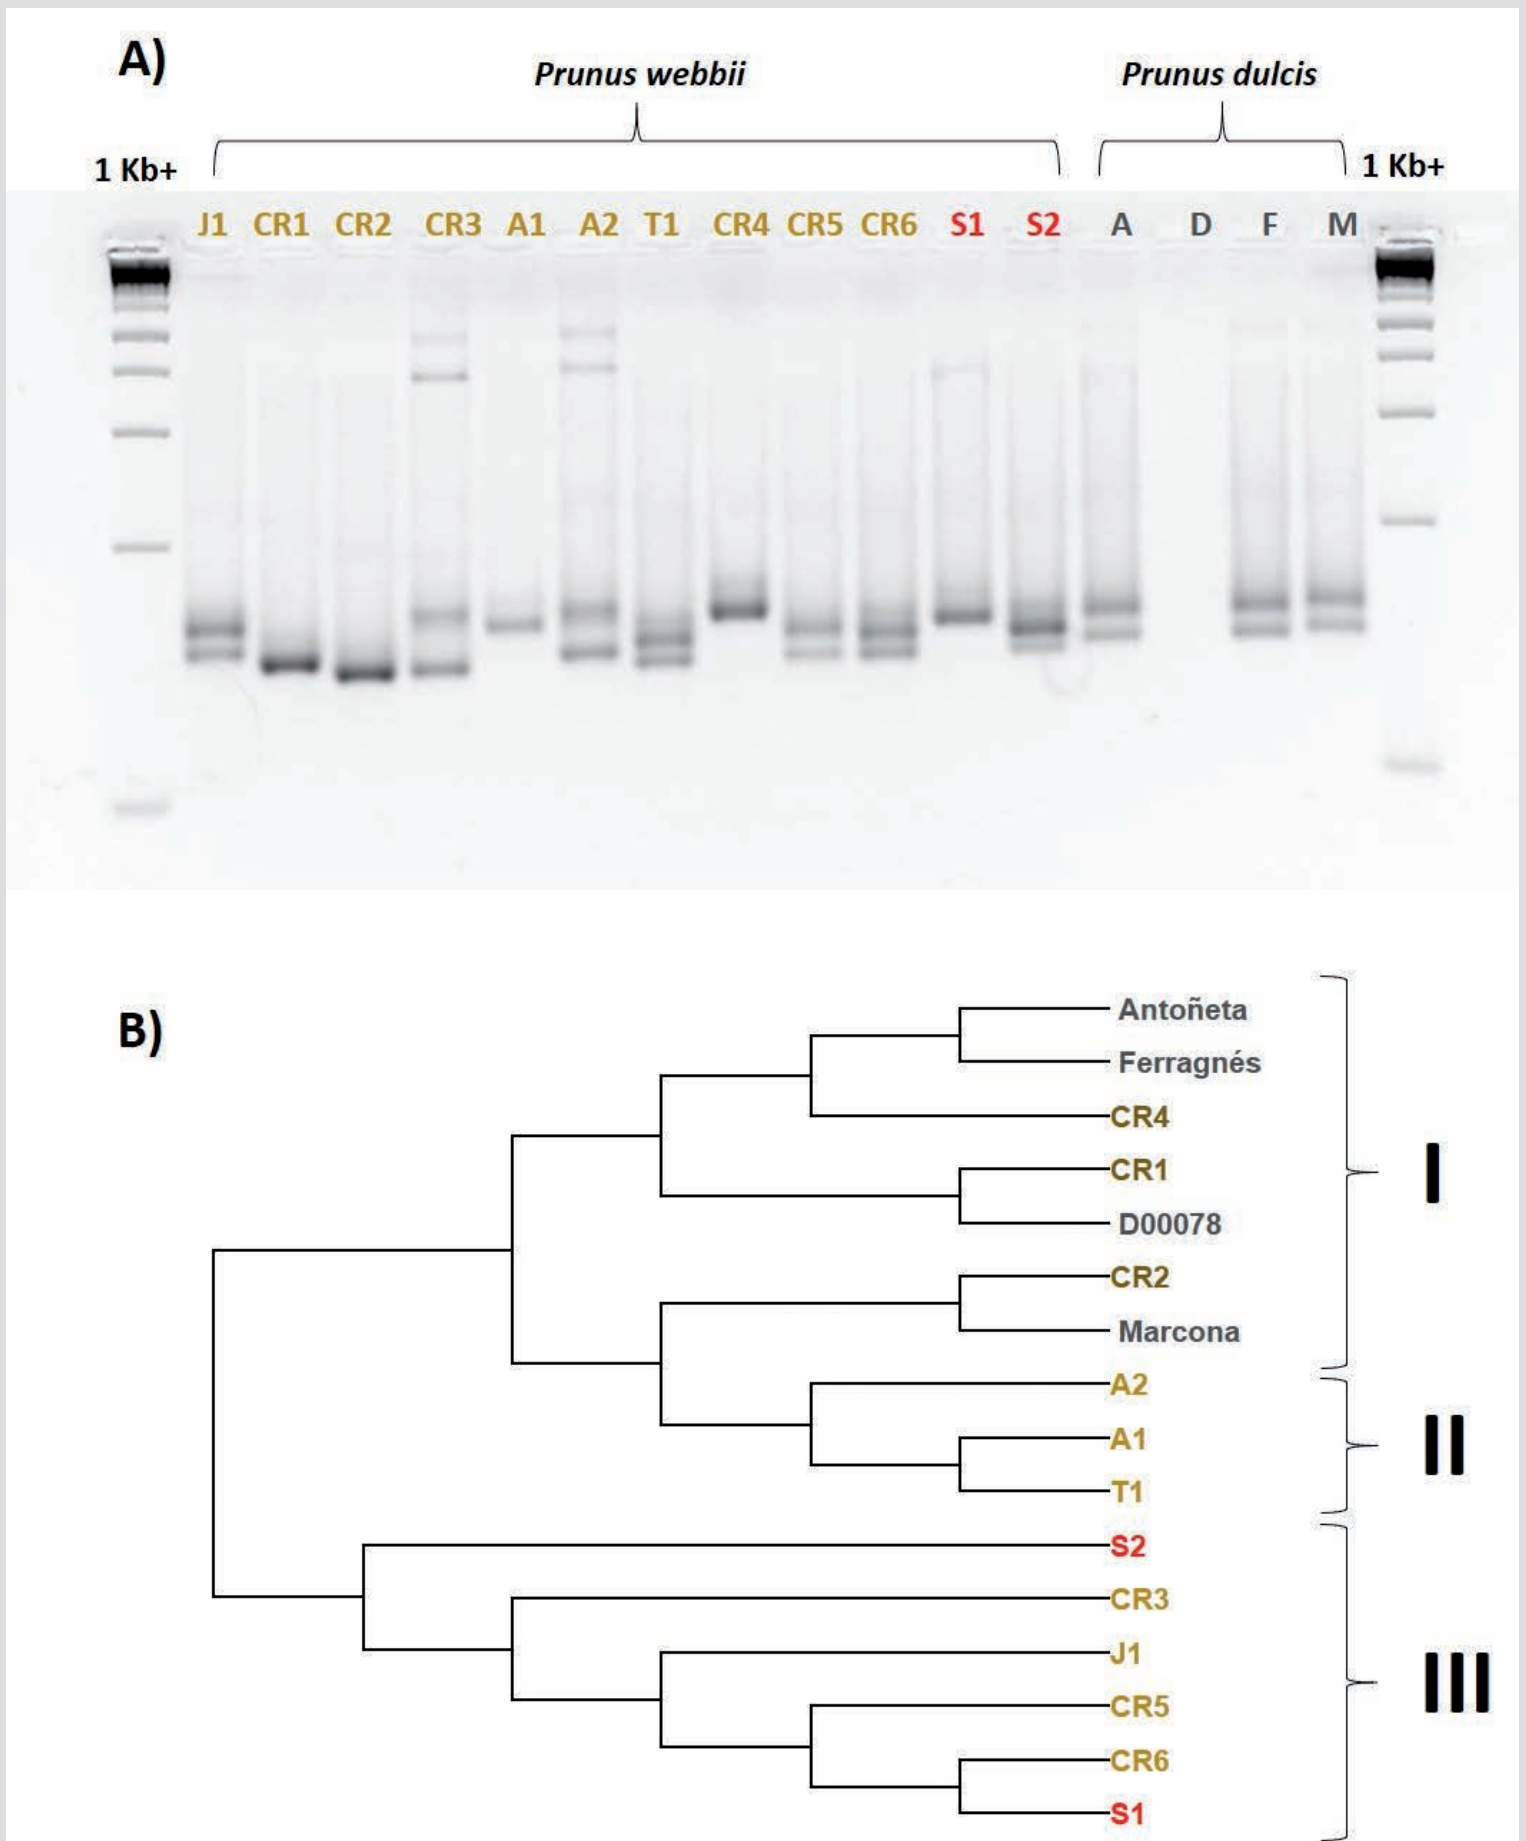 A)
Prunus webbii Prunus dulcis
1 Kb+ 1 Kb+
J1 CR1 CR2 CR3 A1 A2 T1 CR4 CR5 CR6 S1 S2 A D F M
B)
Antoñeta
Ferragnés
CR4
CR1
D00078
CR2
Marcona
A2
A1
T1
S2
CR3
J1
CR5
CR6
S1
I
II
III